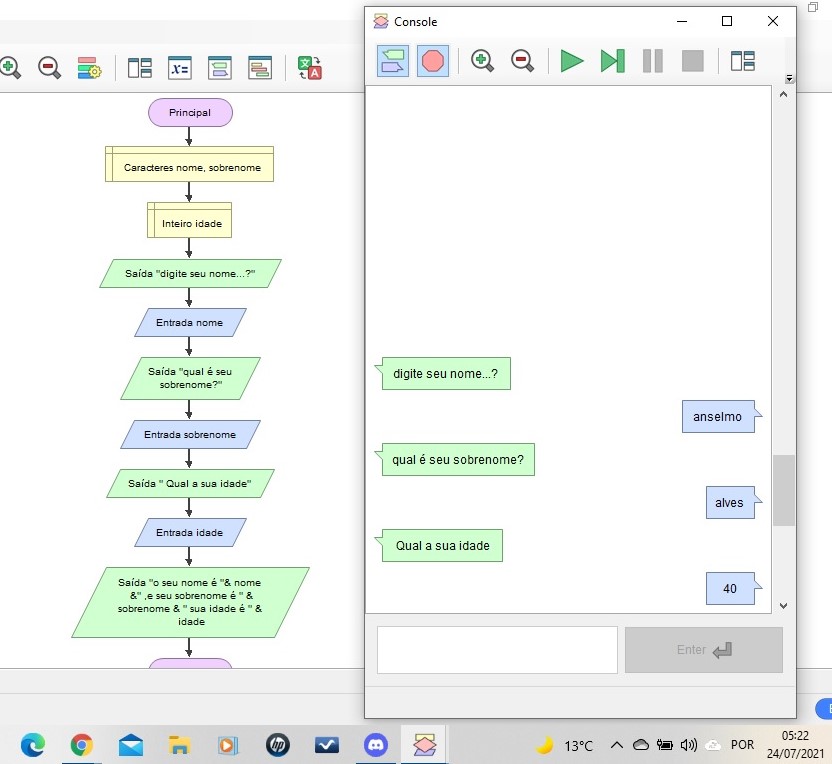 Console
Principal
Caracteres nome, sobrenome
Inteiro idade
Saída "digite seu nome...?"
Entrada nome
Saída "qual é seu
sobrenome?"
Entrada sobrenome
Saída " Qual a sua idade"
Entrada idade
Saída "o seu nome é "& nome
&" ,e seu sobrenome é " &
sobrenome & " sua idade é " &
idade
x=
A
digite seu nome...?
anselmo
qual é seu sobrenome?
alves
Qual a sua idade
40
Enter
hp
13°C
POR
05:22
24/07/2021